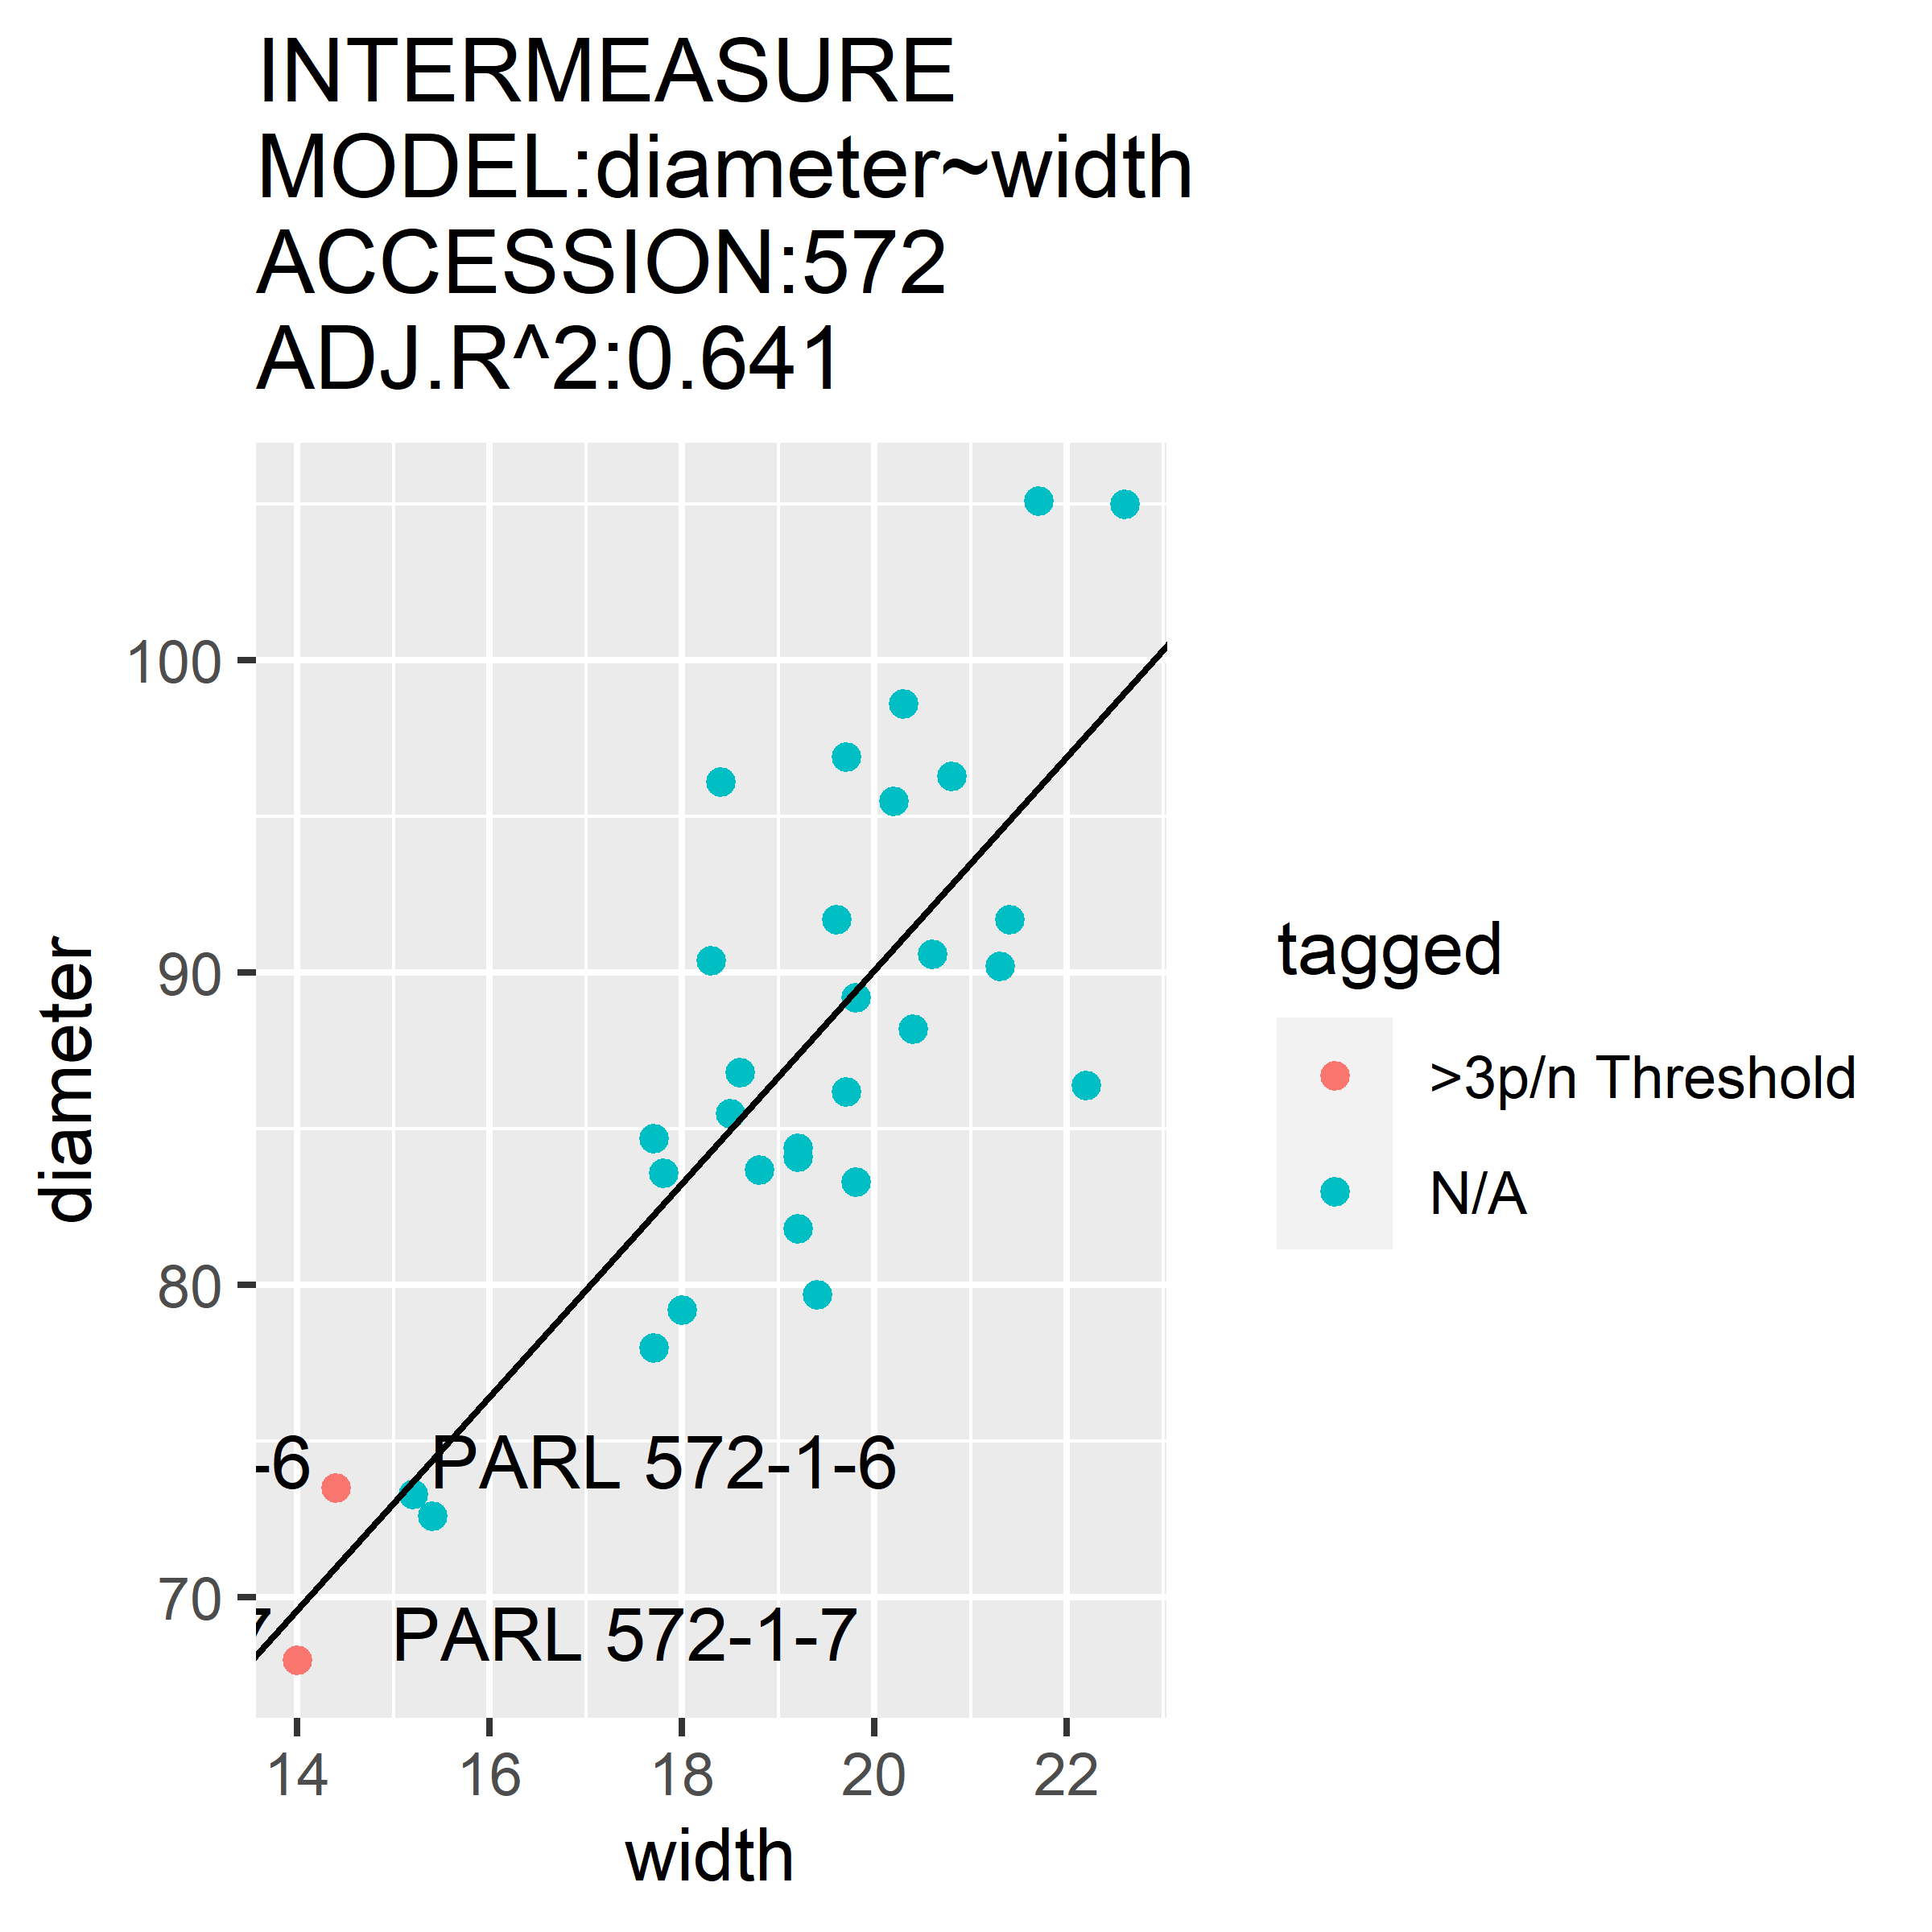 INTERMEASURE
MODEL:diameter~width
ACCESSION:572
ADJ.R^2:0.641
100
90
80
70
diameter
-6
PARL 572-1-6
7
PARL 572-1-7
14 16 18 20 22
width
tagged
>3p/n Threshold
N/A